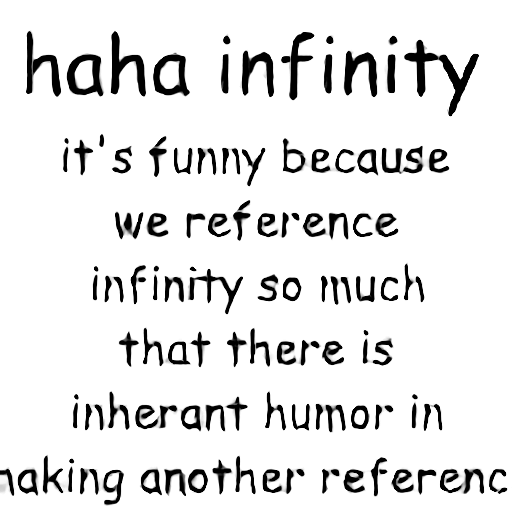 haha infinity
it's funny because
we reference
infinity so much
that there is
inherant humor in
naking another referenc